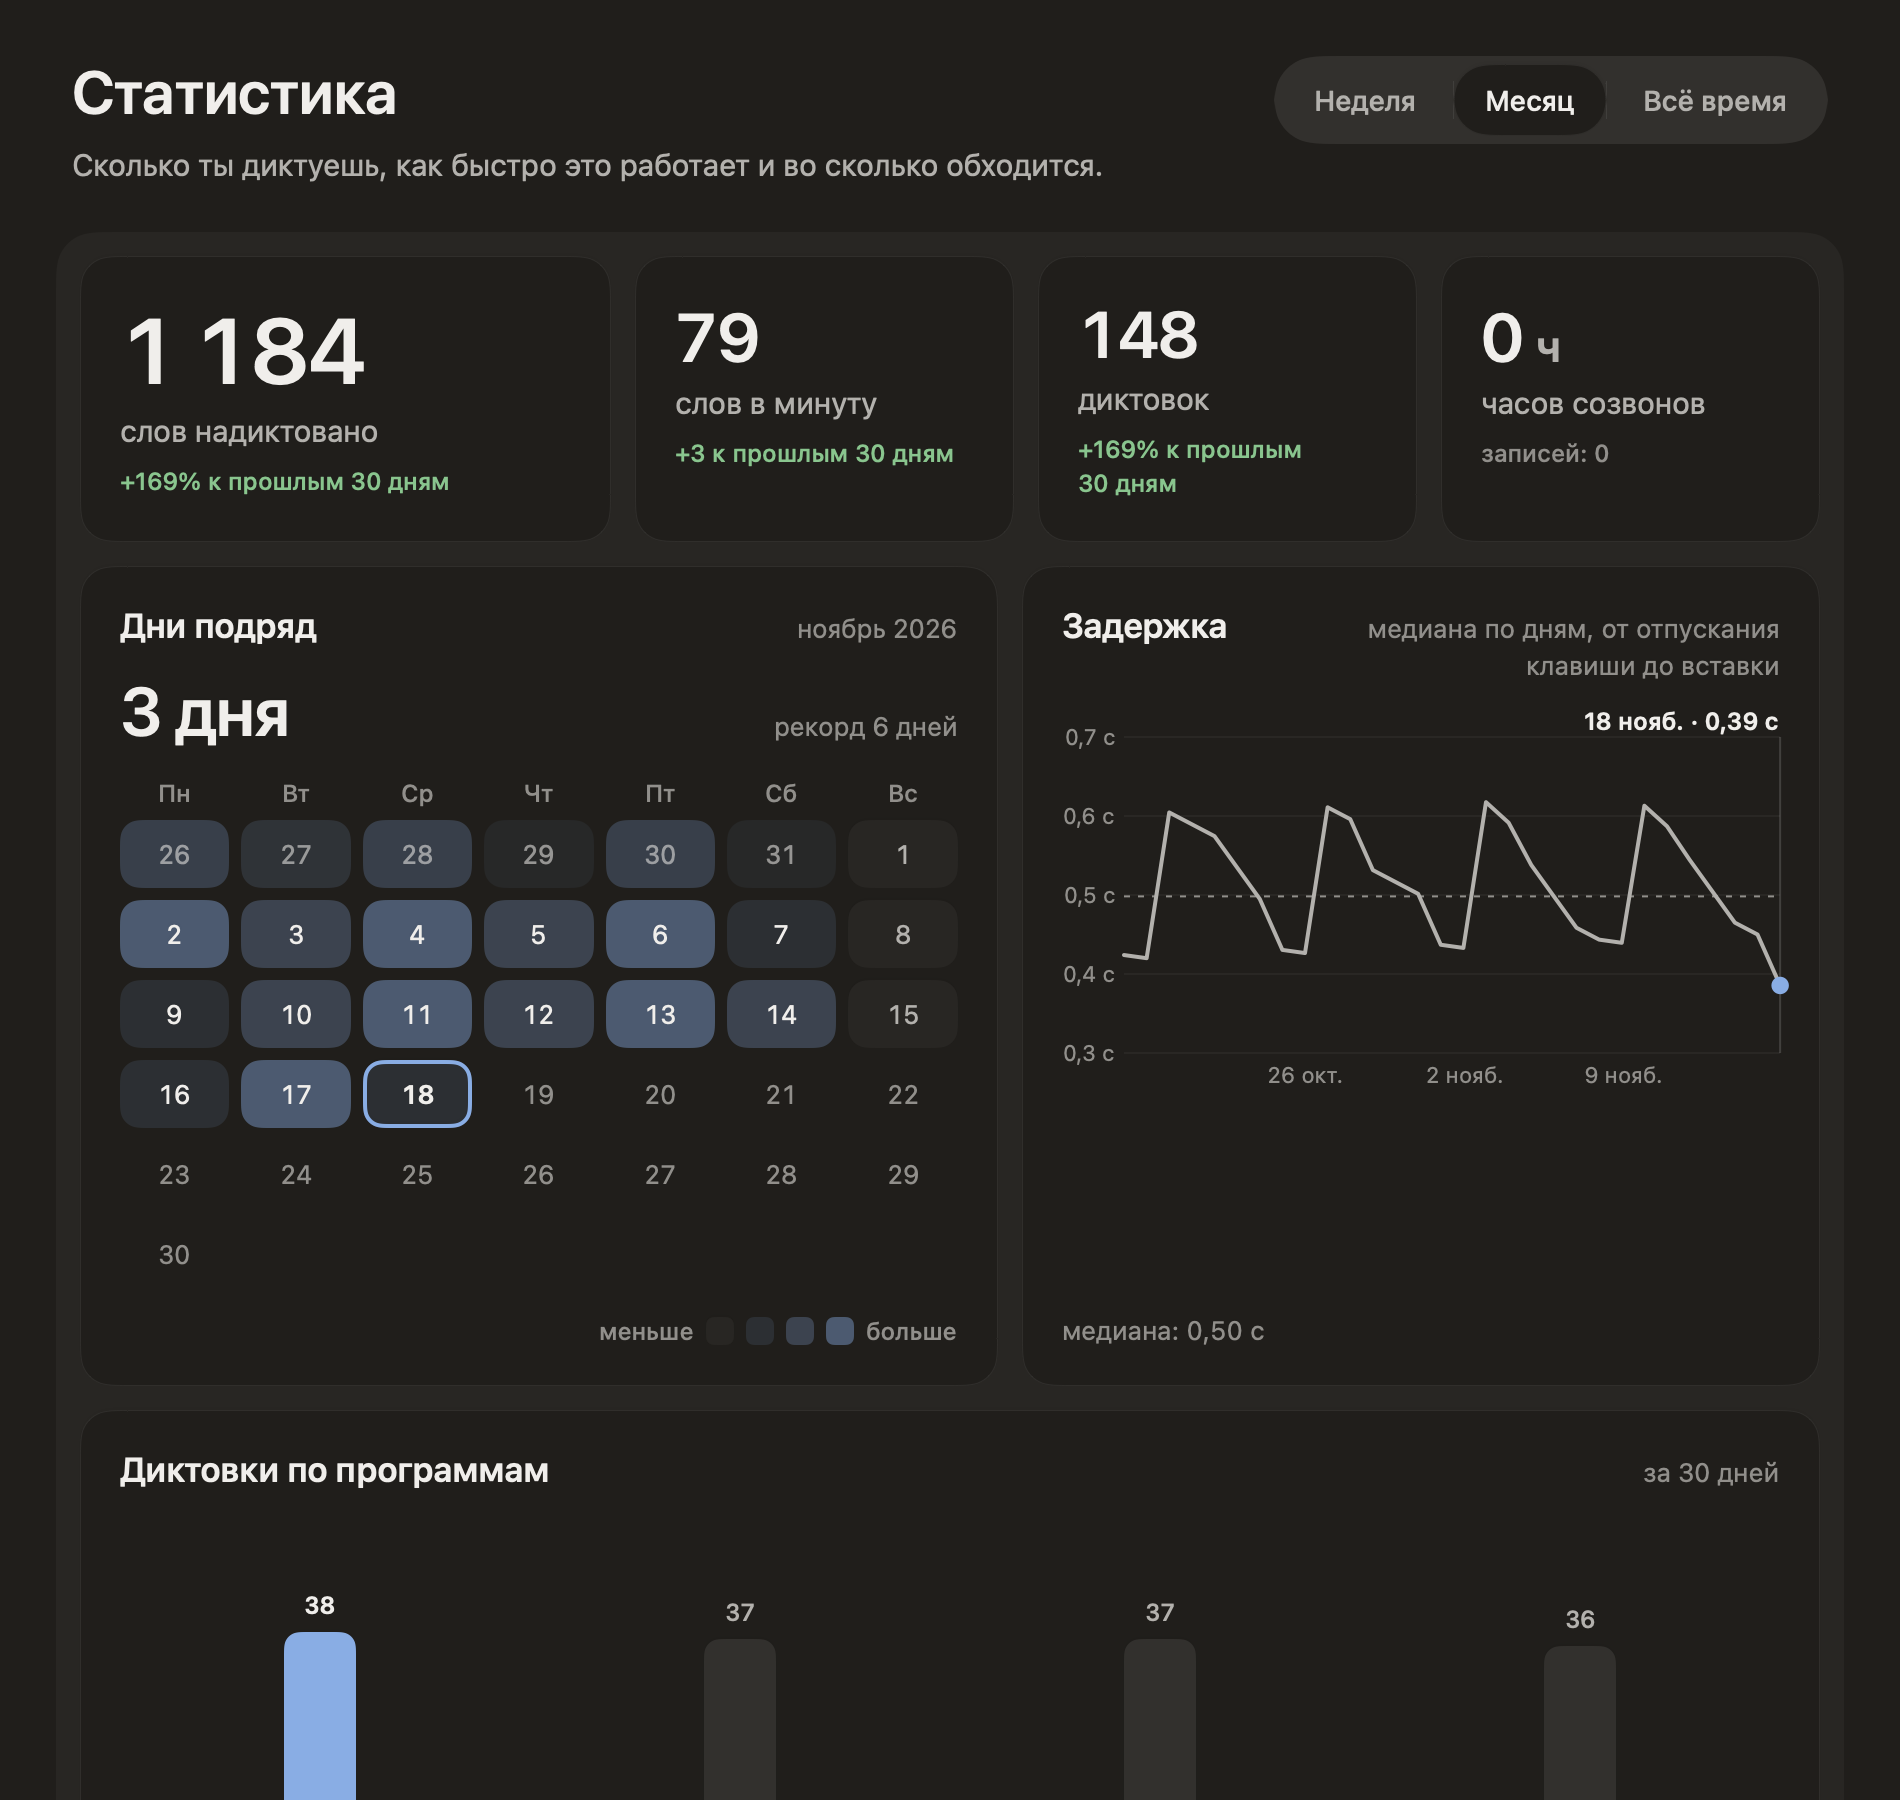 Статистика
Неделя Месяц Всё время
Сколько ты диктуешь, как быстро это работает и во сколько обходится.
1 184
слов надиктовано
+169% к прошлым 30 дням
79
слов в минуту
+3 к прошлым 30 дням
148
диктовок
+169% к прошлым
30 дням
0 ч
часов созвонов
записей: 0
Дни подряд
ноябрь 2026
3 дня
рекорд 6 дней
Пн Вт Ср Чт Пт Сб Вс
26 27 28 29 30 31 1
2 3 4 5 6 7 8
9 10 11 12 13 14 15
16 17 18 19 20 21 22
23 24 25 26 27 28 29
30
меньше больше
Задержка
медиана по дням, от отпускания
клавиши до вставки
18 нояб. · 0,39 с
0,7 с
0,6 с
0,5 с
0,4 с
0,3 с
26 окт. 2 нояб. 9 нояб.
медиана: 0,50 с
Диктовки по программам
за 30 дней
38 37 37 36